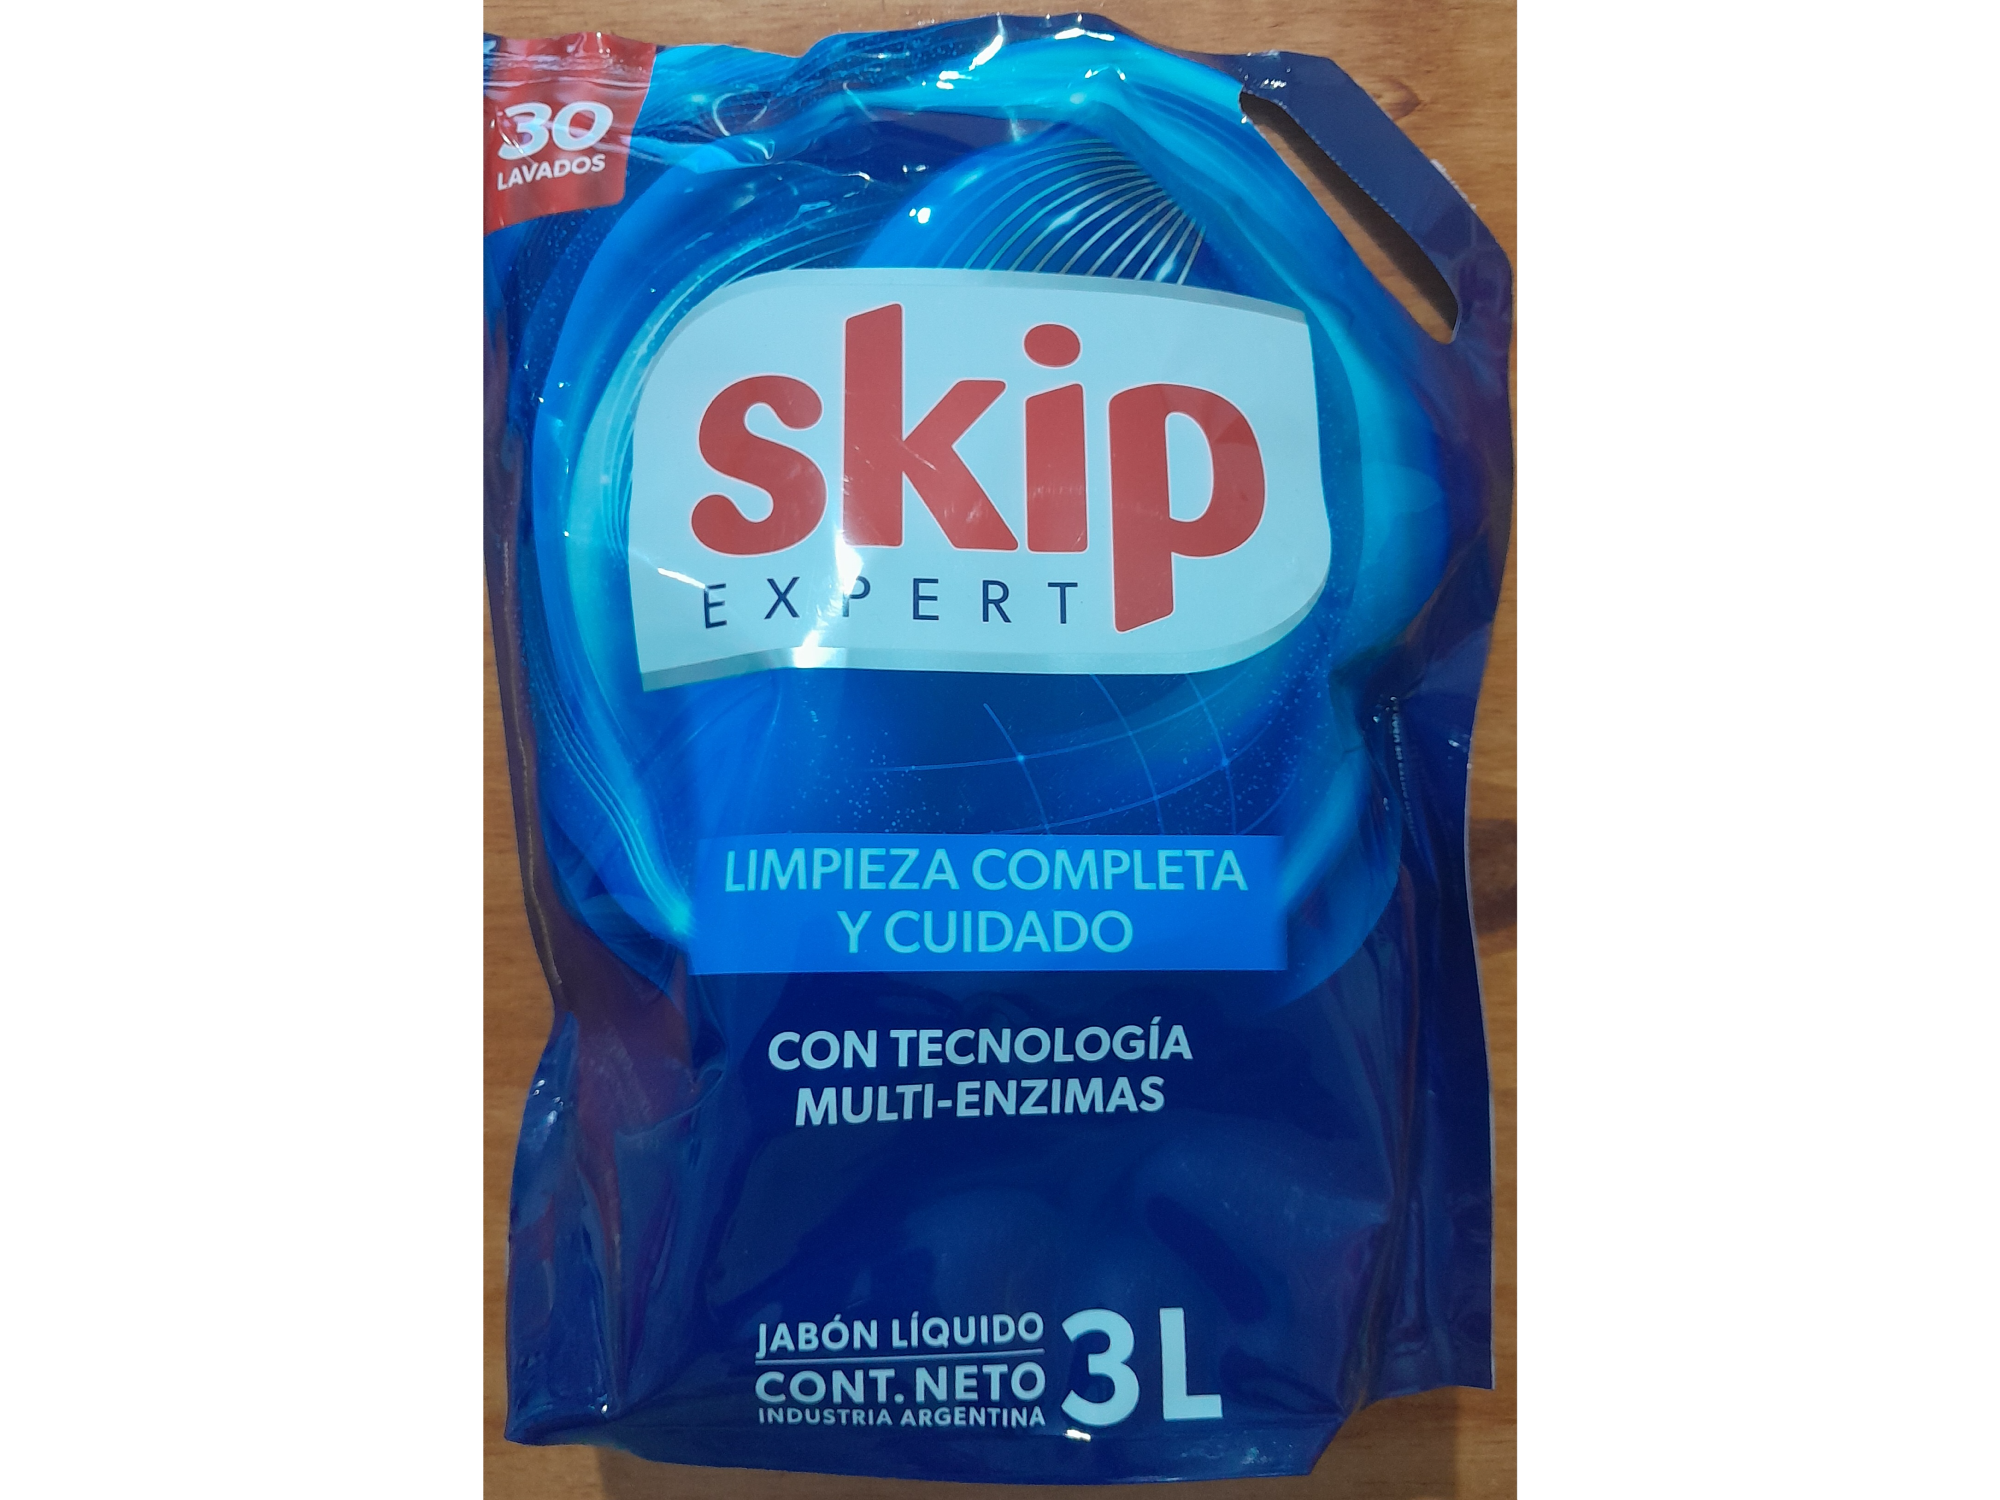 30
LAVADOS
skip
EXPERT
LIMPIEZA COMPLETA
Y CUIDADO
CON TECNOLOGÍA
MULTI-ENZIMAS
JABÓN LÍQUIDO
CONT. NETO
INDUSTRIA ARGENTINA
3L